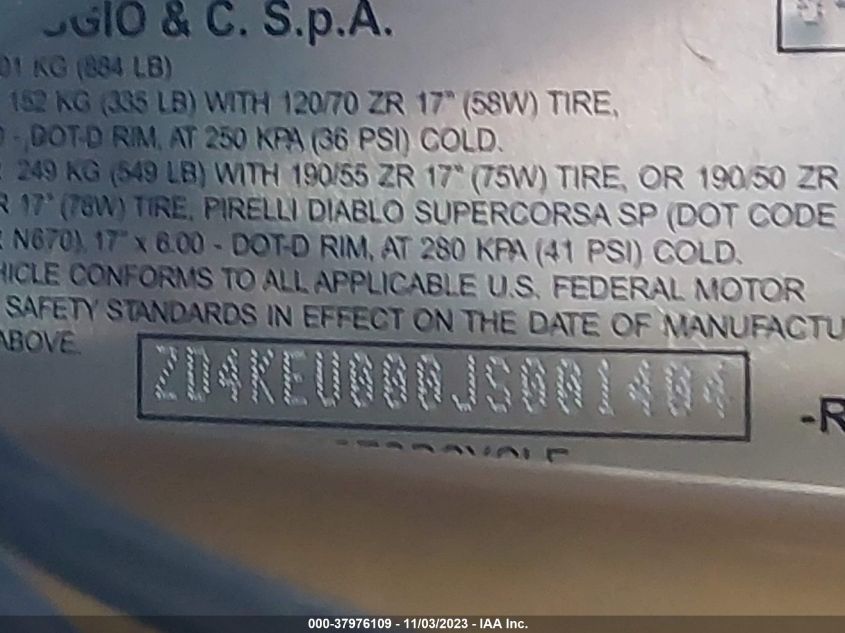 GIO & C. S.p.A.
01 KG (884 LB)
152 KG (335 LB) WITH 120/70 ZR 17" (58W) TIRE,
- DOT-D RIM, AT 250 KPA (36 PSI) COLD.
249 KG (549 LB) WITH 190/55 ZR 17" (75W) TIRE, OR 190/50 ZR
R 17" (78W) TIRE, PIRELLI DIABLO SUPERCORSA SP (DOT CODE
N670), 17" x 6.00 - DOT-D RIM, AT 280 KPA (41 PSI) COLD.
HICLE CONFORMS TO ALL APPLICABLE U.S. FEDERAL MOTOR
SAFETY STANDARDS IN EFFECT ON THE DATE OF MANUFACTU
ABOVE.
-R
000-37976109 - 11/03/2023 - IAA Inc.